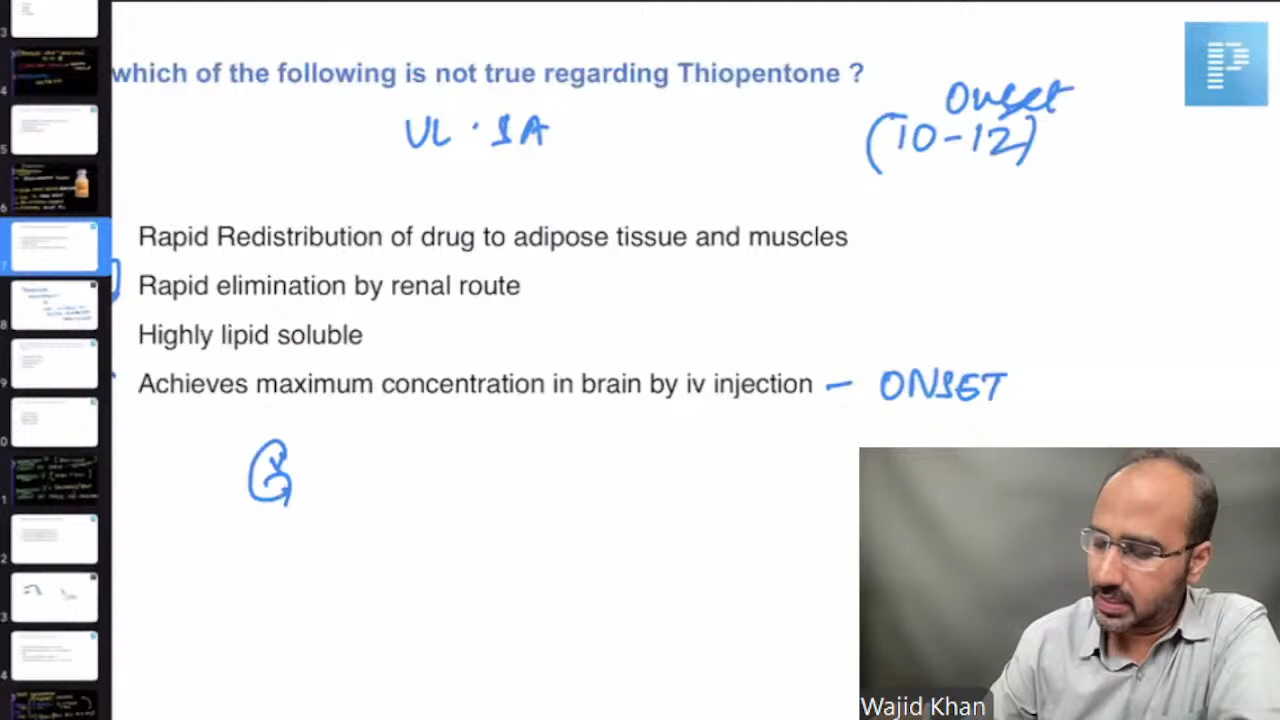 which of the following is not true regarding Thiopentone ?
Onset
(10-12)
UL · SA
Rapid Redistribution of drug to adipose tissue and muscles
Rapid elimination by renal route
Highly lipid soluble
Achieves maximum concentration in brain by iv injection — ONSET
Wajid Khan